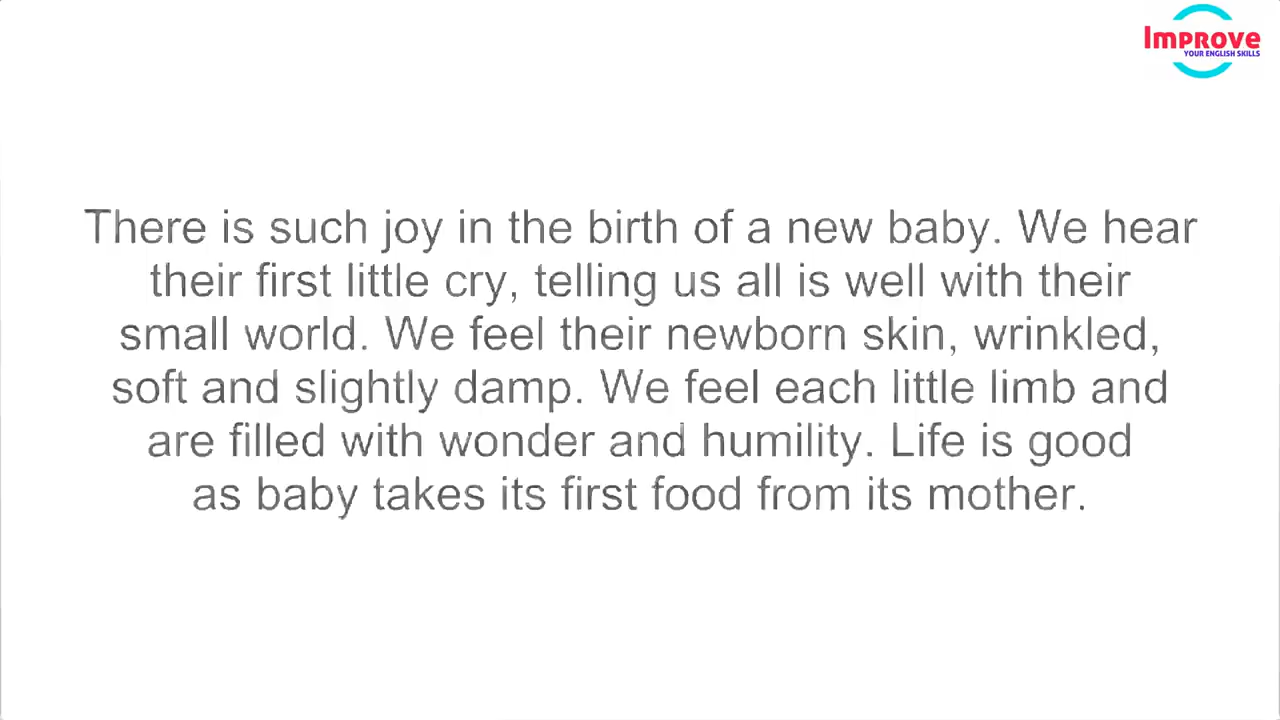 Improve
YOUR ENGLISH SKILLS
There is such joy in the birth of a new baby. We hear
their first little cry, telling us all is well with their
small world. We feel their newborn skin, wrinkled,
soft and slightly damp. We feel each little limb and
are filled with wonder and humility. Life is good
as baby takes its first food from its mother.